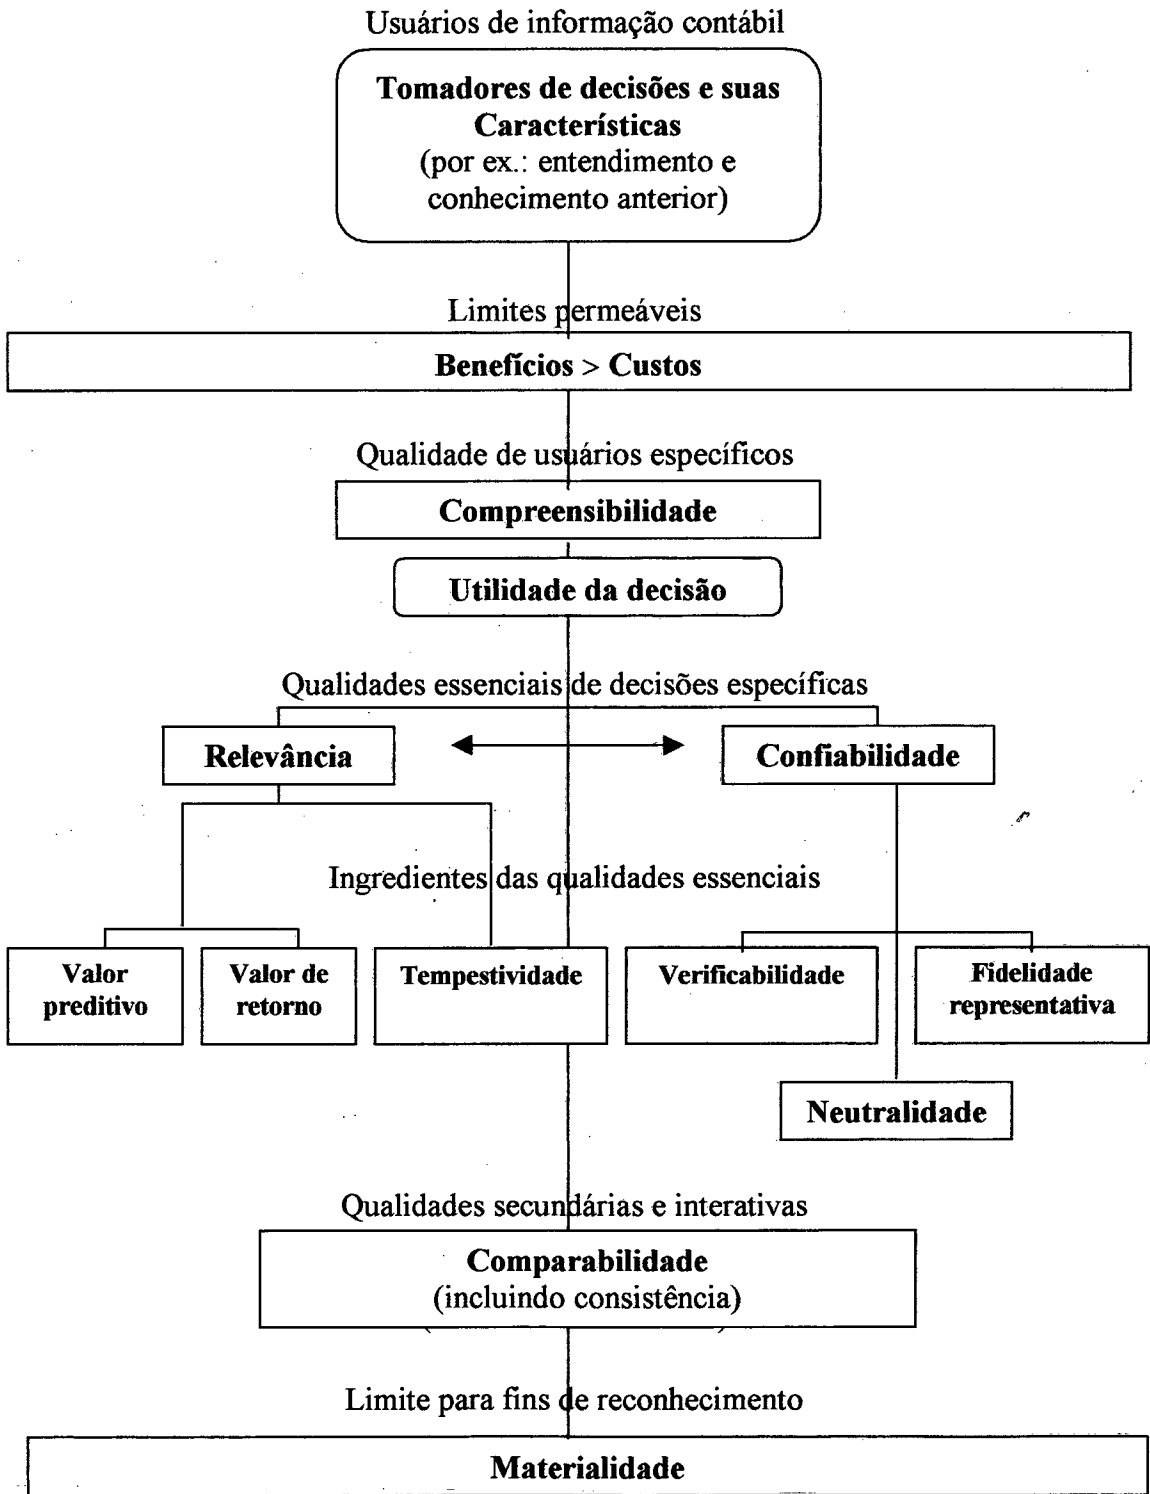 Usuários de informação contábil
Tomadores de decisões e suas
Características
(por ex.: entendimento e
conhecimento anterior)
Limites permeáveis
Benefícios > Custos
Qualidade de usuários específicos
Compreensibilidade
Utilidade da decisão
Qualidades essenciais de decisões específicas
Relevância
Confiabilidade
Ingredientes das qualidades essenciais
Valor
preditivo
Valor de
retorno
Tempestividade
Verificabilidade
Fidelidade
representativa
Neutralidade
Qualidades secundárias e interativas
Comparabilidade
(incluindo consistência)
Limite para fins de reconhecimento
Materialidade